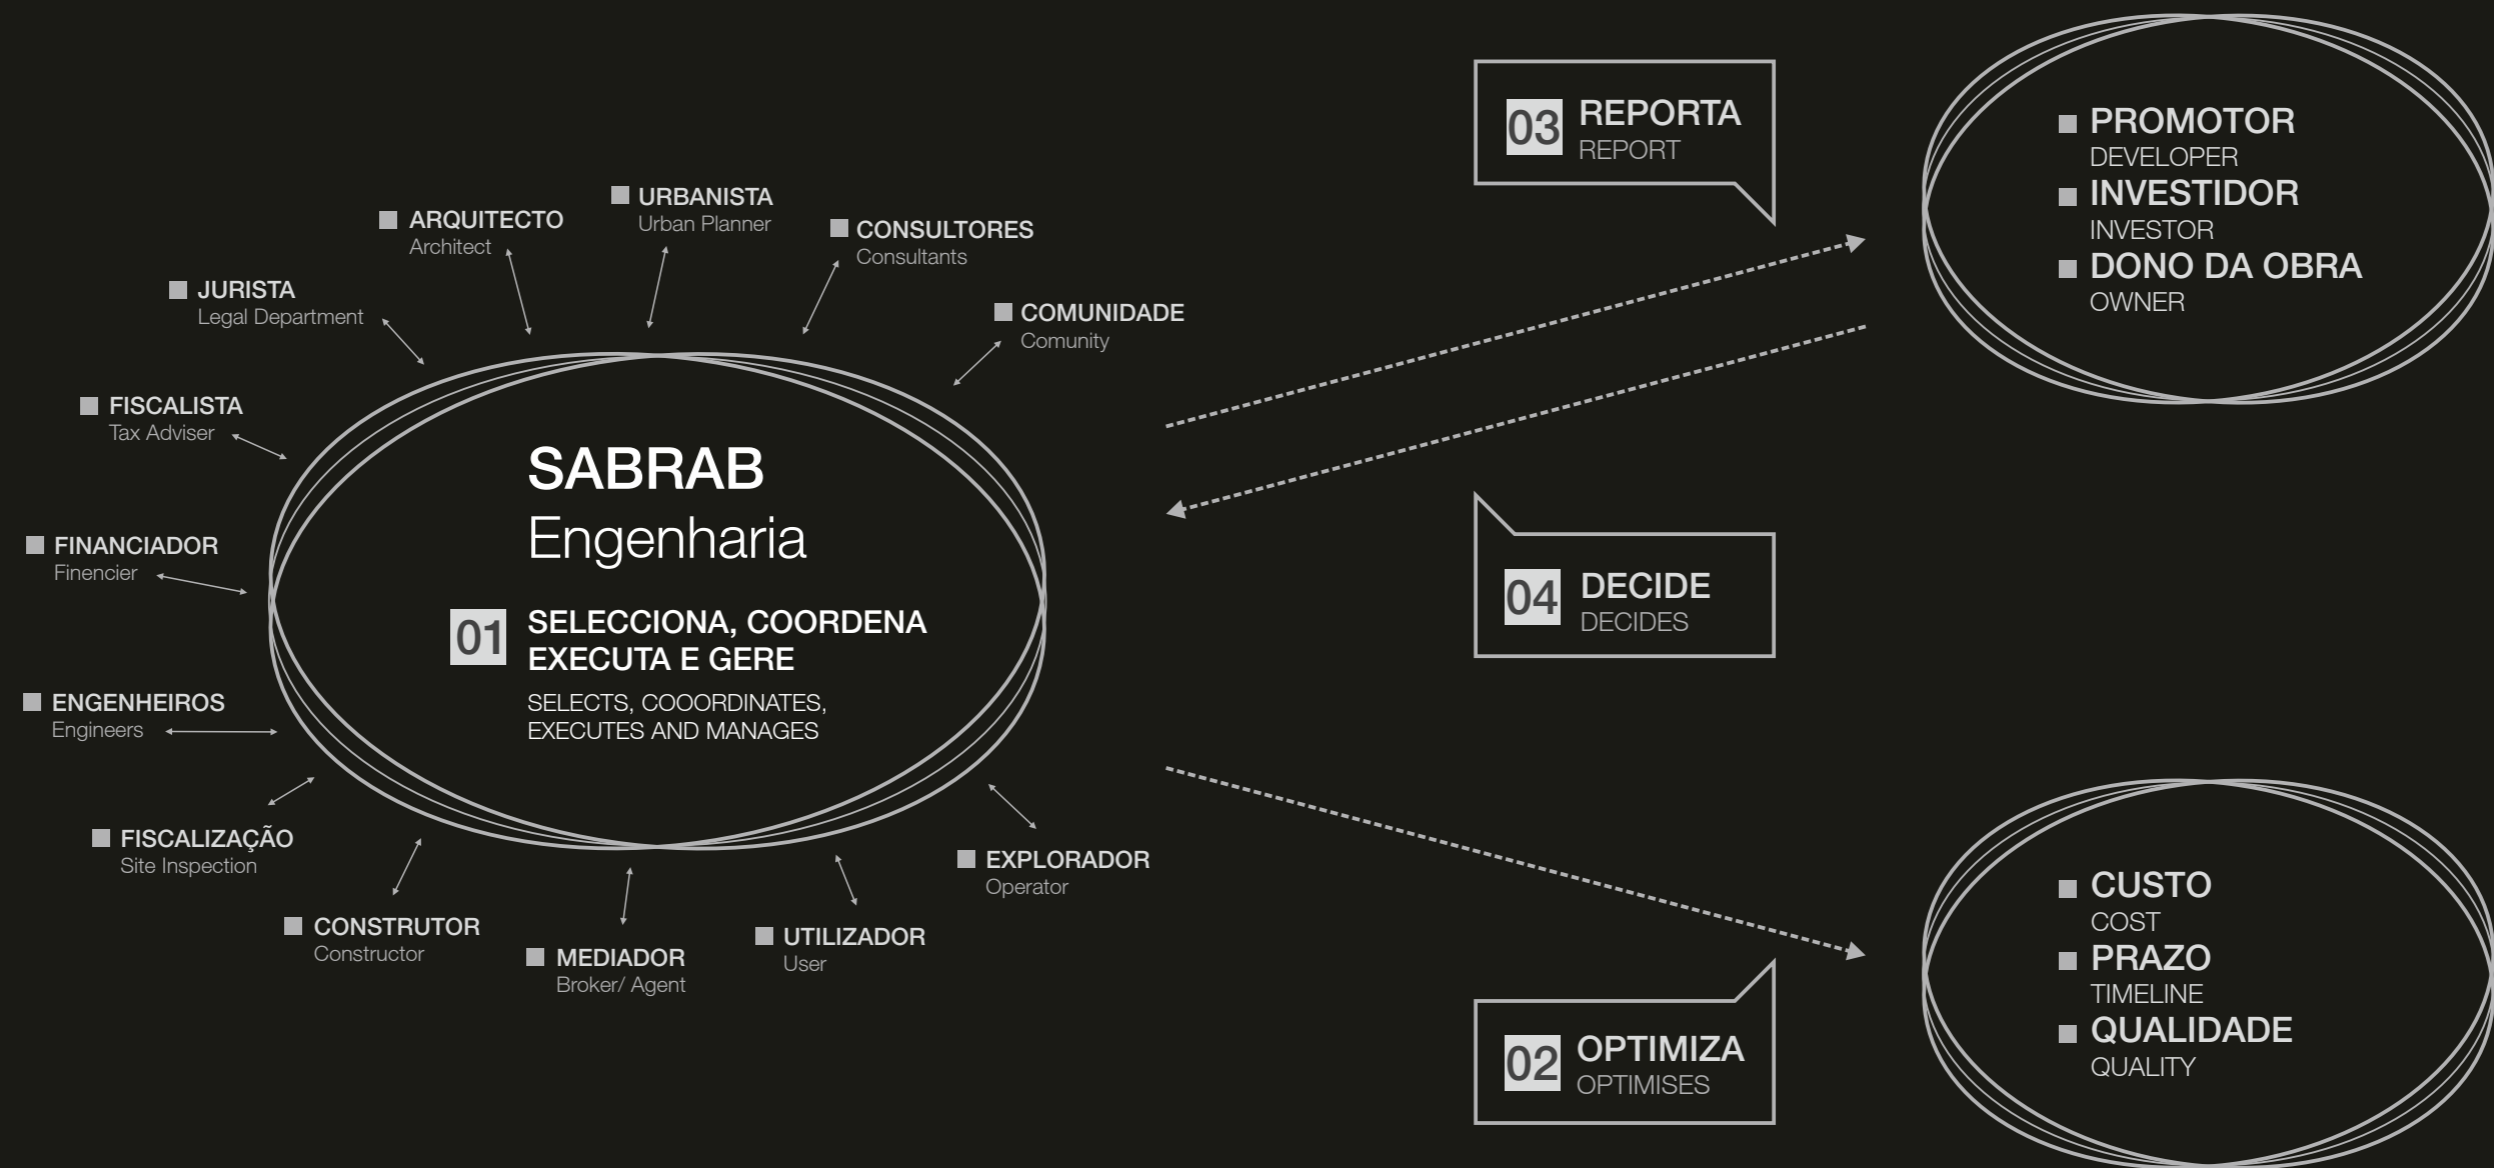 URBANISTA
Urban Planner
ARQUITECTO
Architect
CONSULTORES
Consultants
JURISTA
Legal Department
COMUNIDADE
Comunity
FISCALISTA
Tax Adviser
FINANCIADOR
Finencier
ENGENHEIROS
Engineers
FISCALIZAÇÃO
Site Inspection
CONSTRUTOR
Constructor
MEDIADOR
Broker/ Agent
UTILIZADOR
User
EXPLORADOR
Operator
SABRAB
Engenharia
01
SELECCIONA, COORDENA
EXECUTA E GERE
SELECTS, COOORDINATES,
EXECUTES AND MANAGES
03 REPORTA
REPORT
PROMOTOR
DEVELOPER
INVESTIDOR
INVESTOR
DONO DA OBRA
OWNER
04 DECIDE
DECIDES
02 OPTIMIZA
OPTIMISES
CUSTO
COST
PRAZO
TIMELINE
QUALIDADE
QUALITY